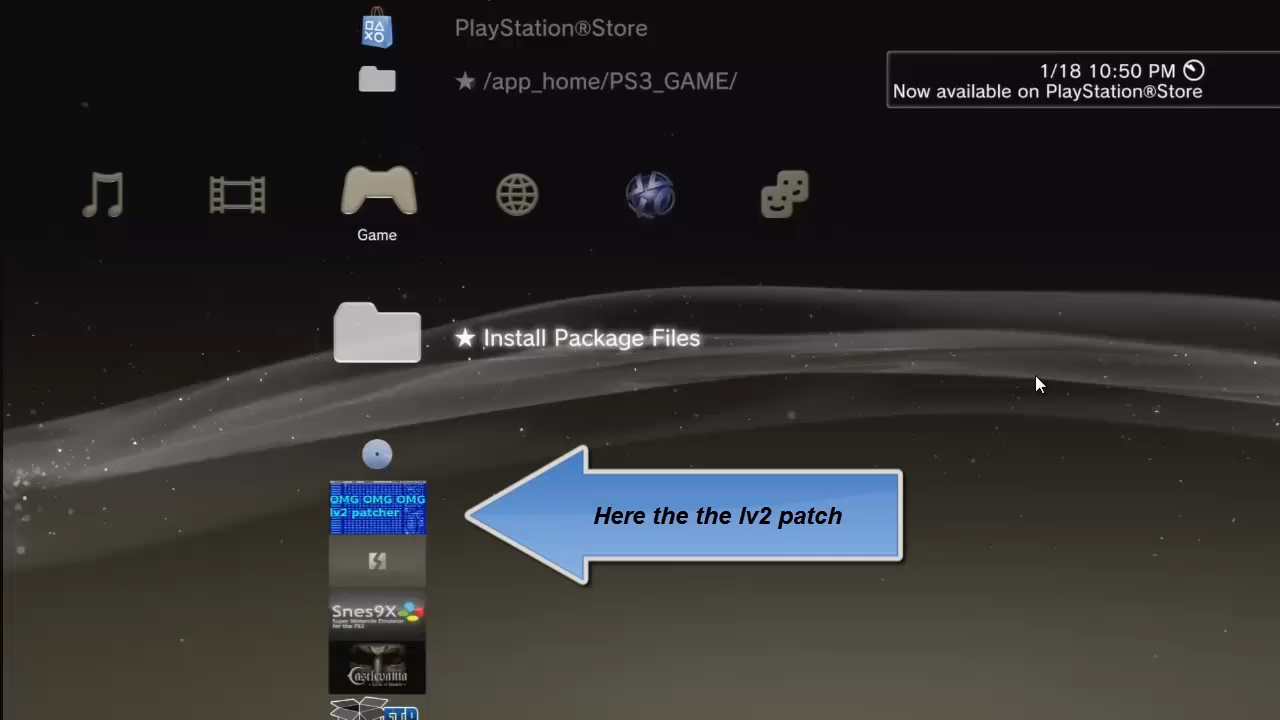 PlayStation®Store
★ /app_home/PS3_GAME/
1/18 10:50 PM
Now available on PlayStation®Store
Game
★ Install Package Files
OMG OMG OMG
lv2 patcher
Here the the lv2 patch
Snes9X
Super Nintendo Emulator
for the PS3
Castlevania
FTP